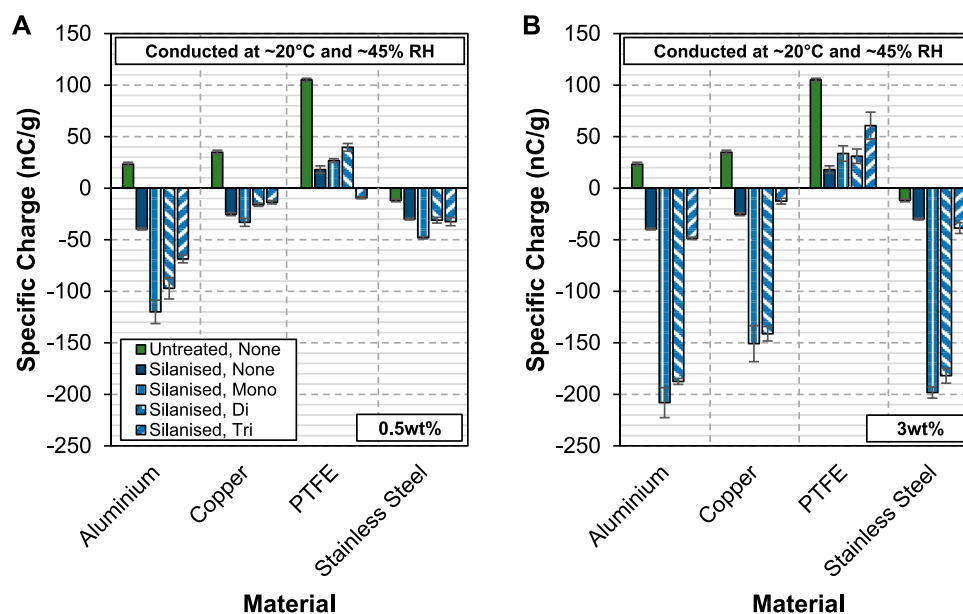 A
Conducted at ~20°C and ~45% RH
150
100
50
0
-50
-100
-150
-200
-250
Specific Charge (nC/g)
Untreated, None
Silanised, None
Silanised, Mono
Silanised, Di
Silanised, Tri
0.5wt%
Aluminium
Copper
PTFE
Stainless Steel
Material
B
Conducted at ~20°C and ~45% RH
150
100
50
0
-50
-100
-150
-200
-250
Specific Charge (nC/g)
3wt%
Aluminium
Copper
PTFE
Stainless Steel
Material